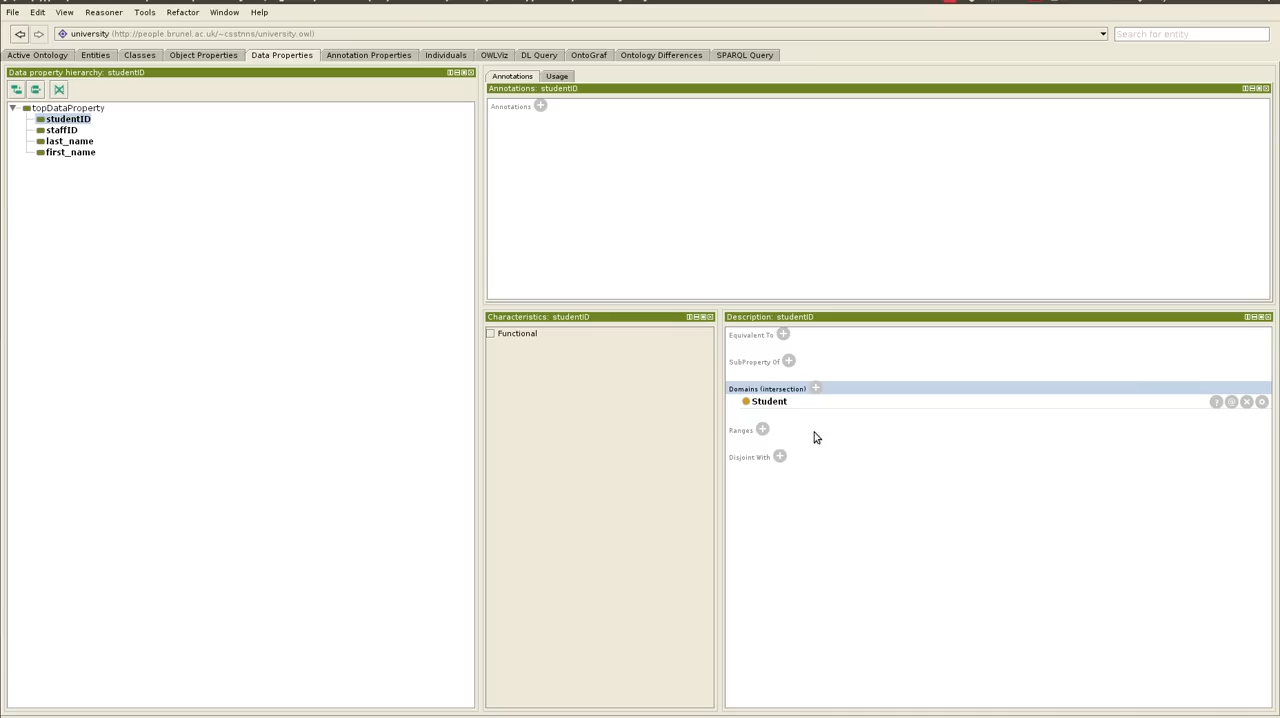 File Edit View Reasoner Tools Refactor Window Help
university (http://people.brunel.ac.uk/~csstnns/university.owl) Search for entity
Active Ontology Entities Classes Object Properties Data Properties Annotation Properties Individuals OWLViz DL Query OntoGraf Ontology Differences SPARQL Query
Data property hierarchy: studentID
topDataProperty
studentID
staffID
last_name
first_name
Annotations Usage
Annotations: studentID
Annotations
Characteristics: studentID
Functional
Description: studentID
Equivalent To
SubProperty Of
Domains (intersection)
Student
Ranges
Disjoint With